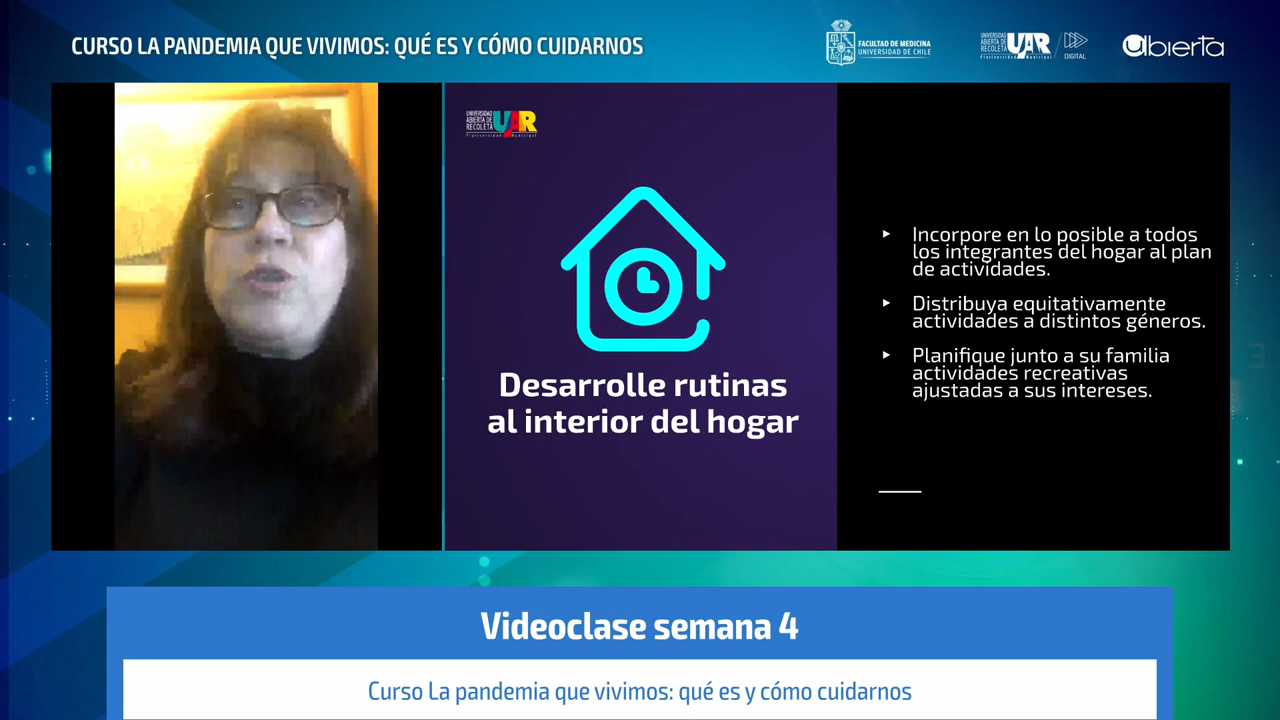 CURSO LA PANDEMIA QUE VIVIMOS: QUÉ ES Y CÓMO CUIDARNOS
FACULTAD DE MEDICINA
UNIVERSIDAD DE CHILE
UNIVERSIDAD
ABIERTA DE
RECOLETA
UAR
DIGITAL
uabierta
UNIVERSIDAD
ABIERTA DE
RECOLETA
UAR
Desarrolle rutinas
al interior del hogar
▸ Incorpore en lo posible a todos
los integrantes del hogar al plan
de actividades.
▸ Distribuya equitativamente
actividades a distintos géneros.
▸ Planifique junto a su familia
actividades recreativas
ajustadas a sus intereses.
Videoclase semana 4
Curso La pandemia que vivimos: qué es y cómo cuidarnos